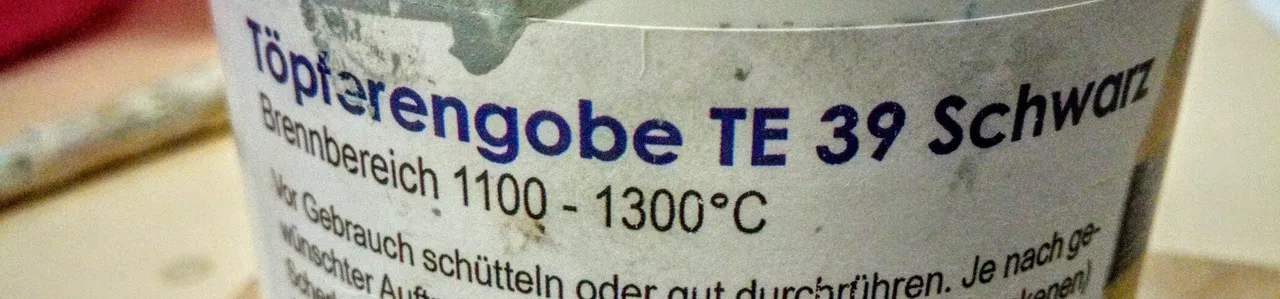 Töpferengobe TE 39 Schwarz
Brennbereich 1100 - 1300°C
Vor Gebrauch schütteln oder gut durchrühren. Je nach ge-
wünschter